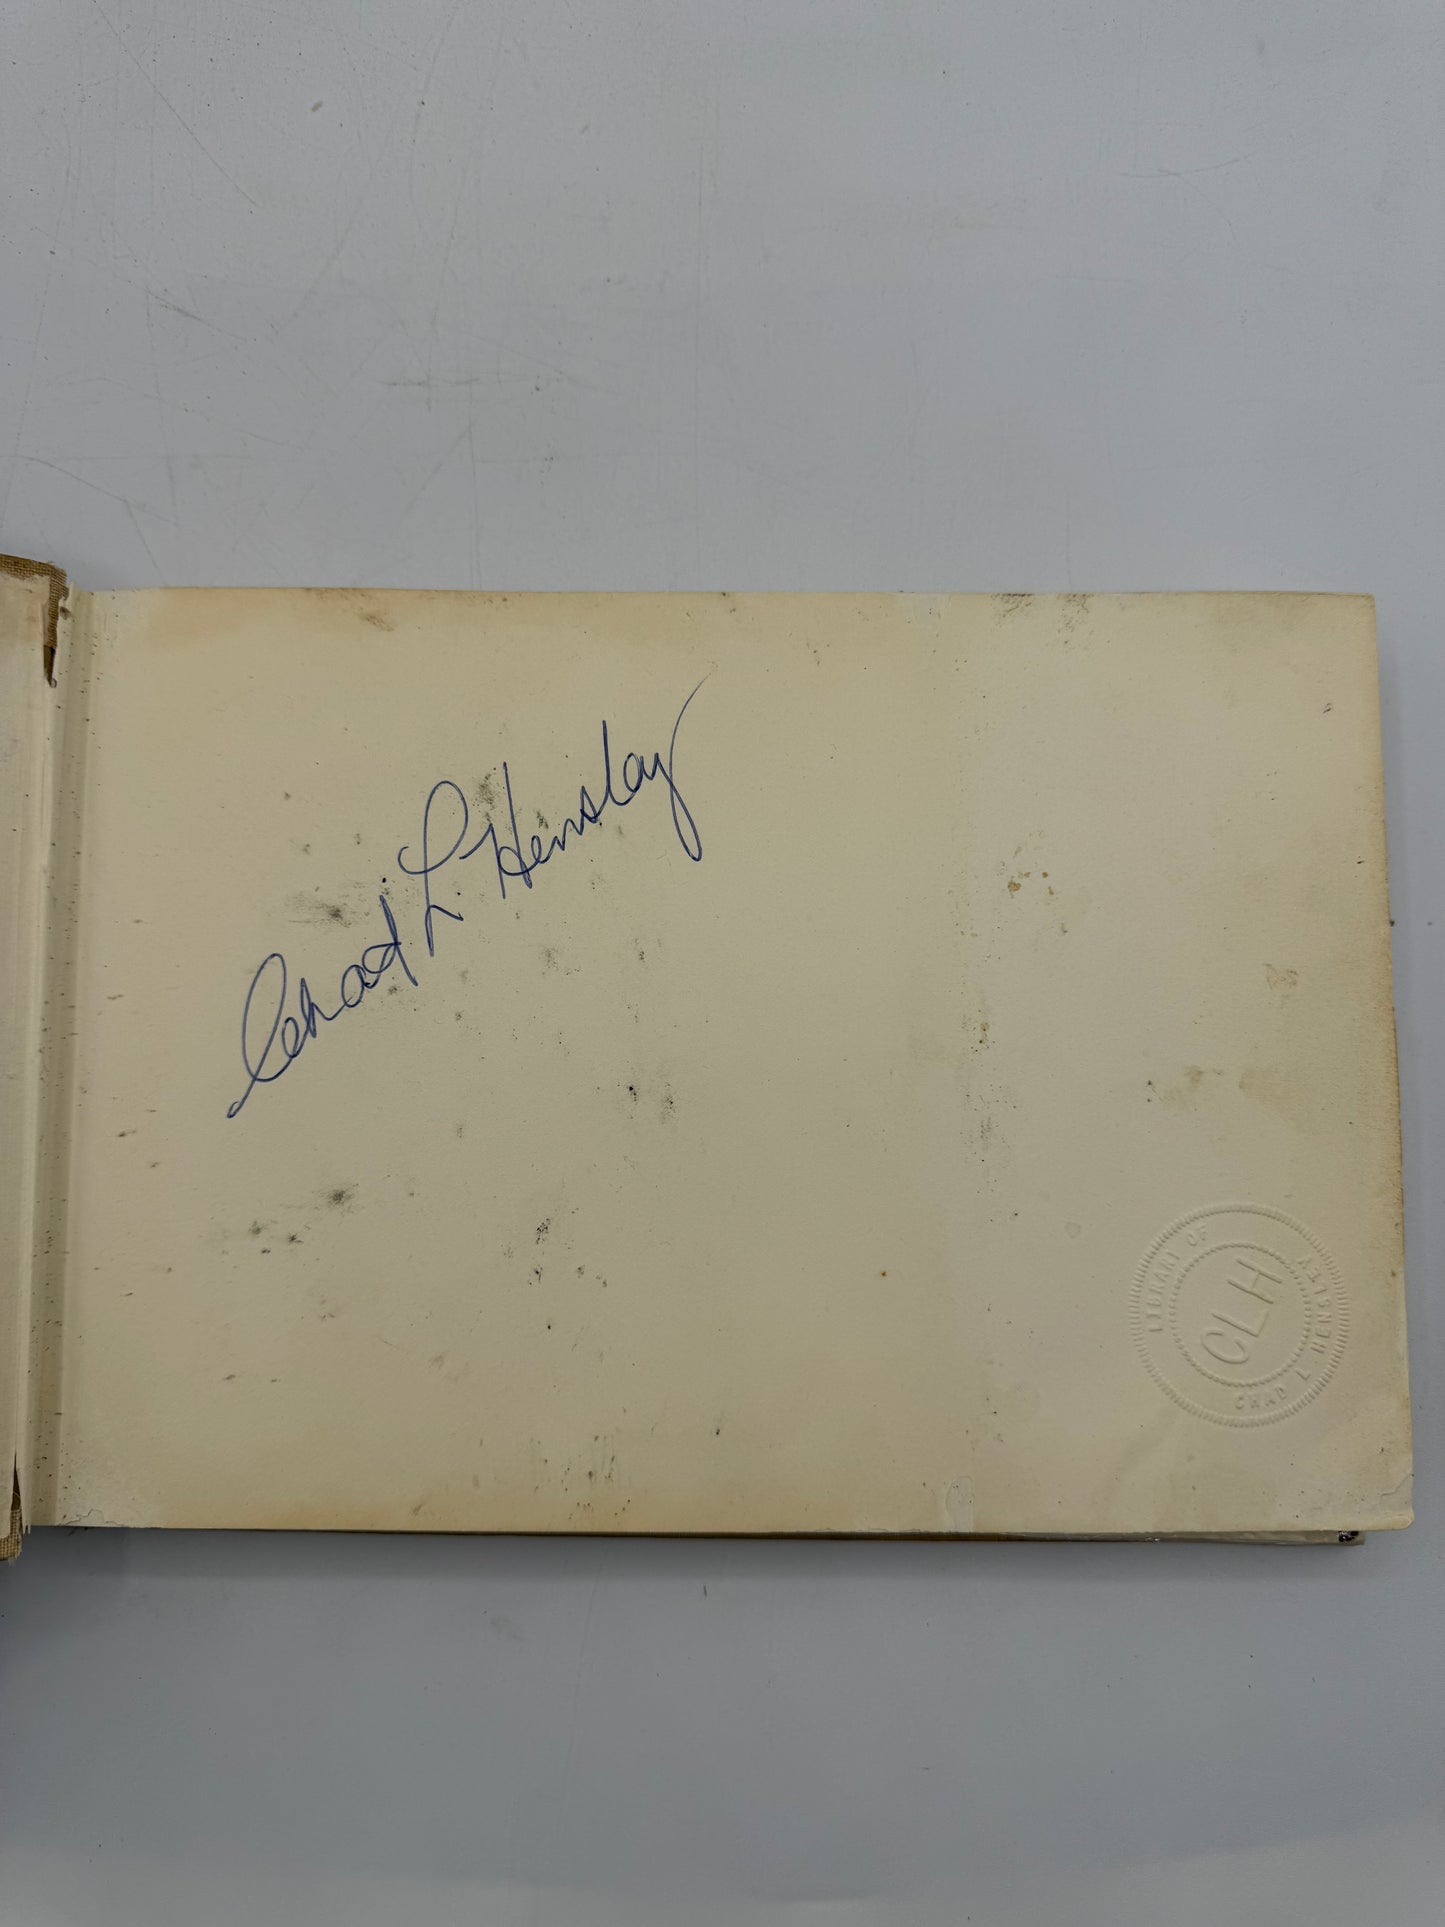 Chad L. Hensley
LIBRARY OF
CLH
CHAD L HENSLEY